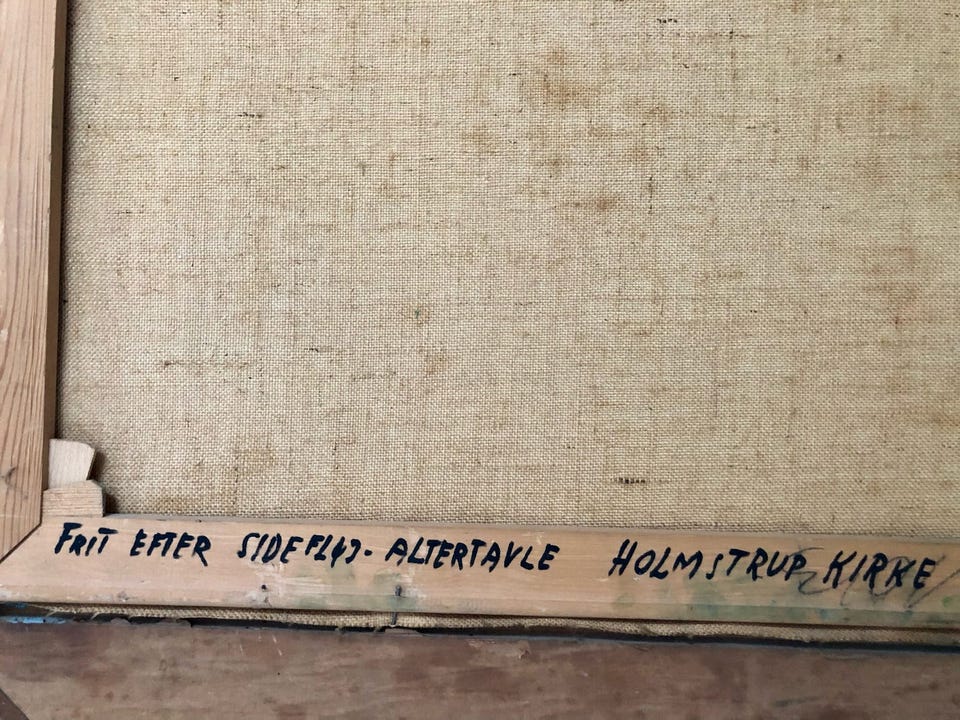 FRIT EFTER SIDEFLØJ- ALTERTAVLE HOLMSTRUP KIRKE